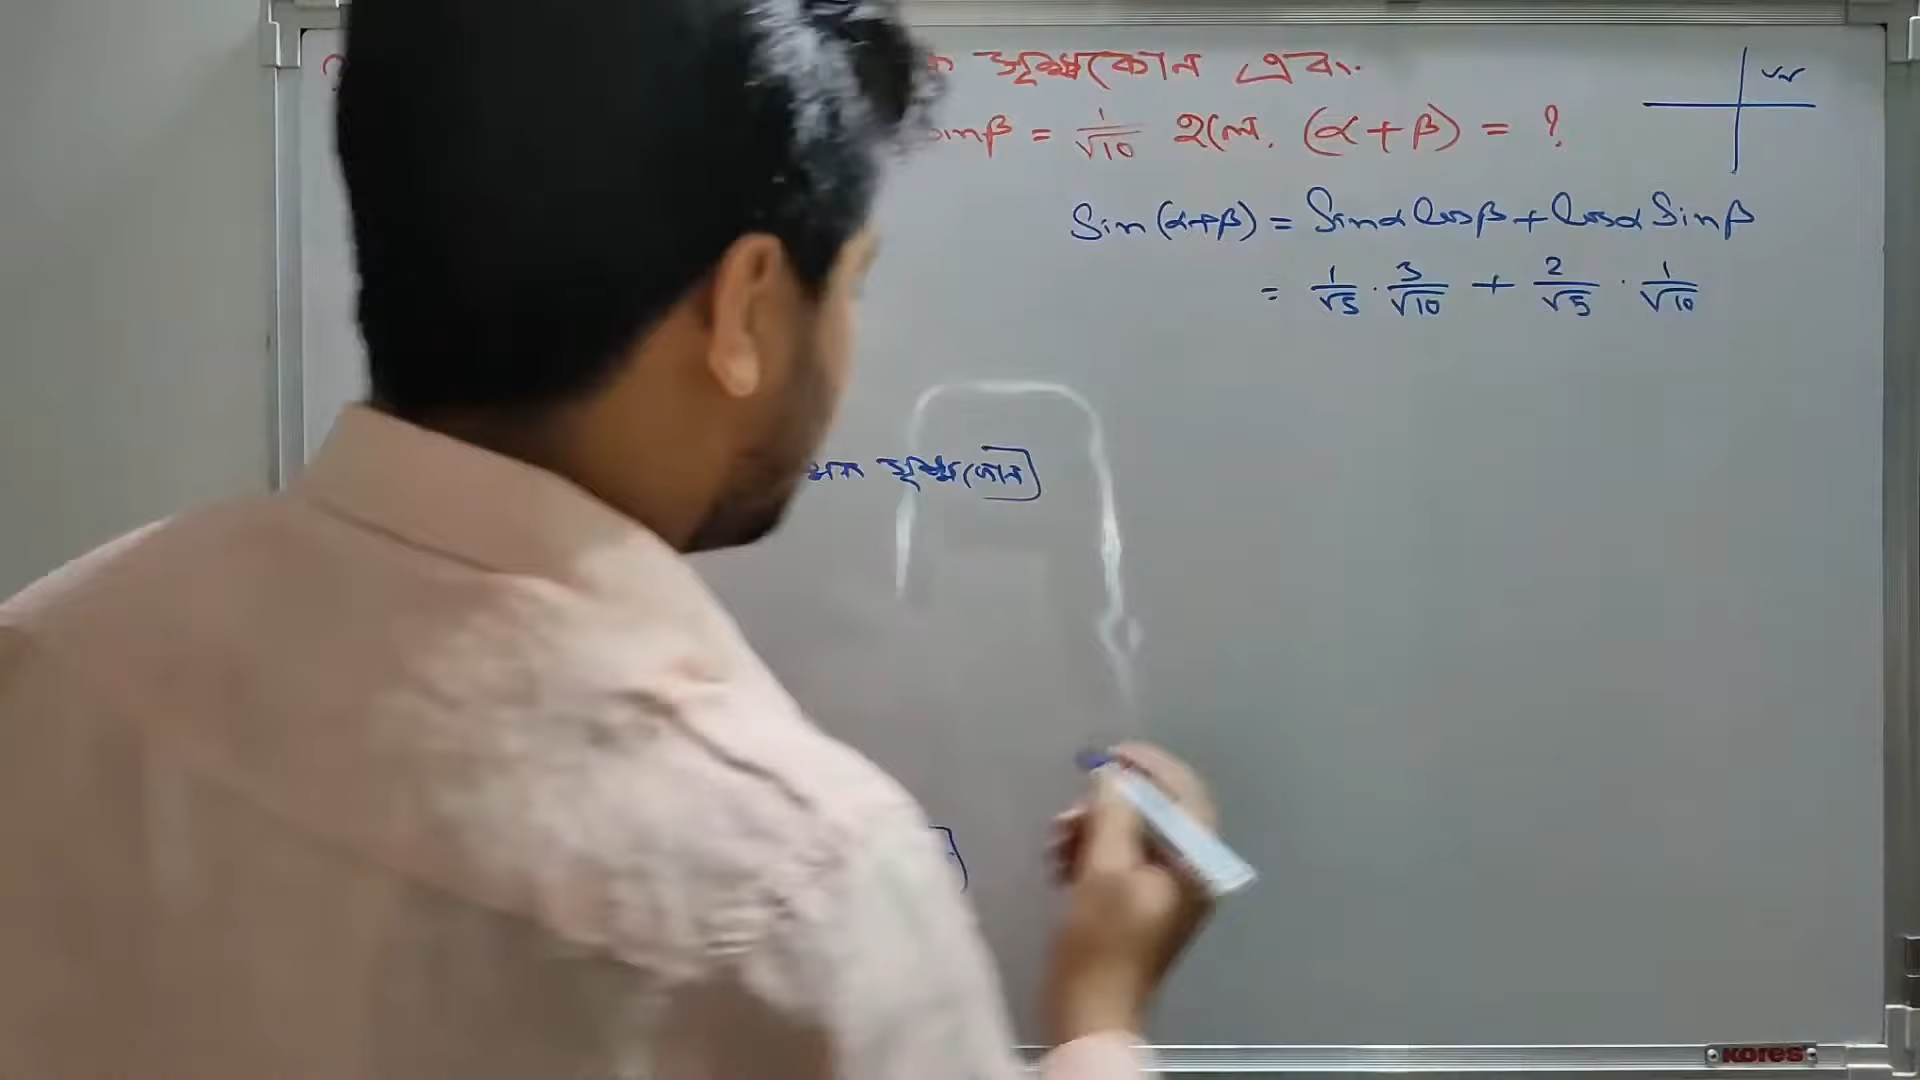 সূক্ষ্মকোন এবং
sinβ = 1/√10 হলে, (α+β) = ?
Sin(α+β) = Sinα Cosβ + Cosα Sinβ
= 1/√5 · 3/√10 + 2/√5 · 1/√10
সূক্ষ্মকোন]
]
kores